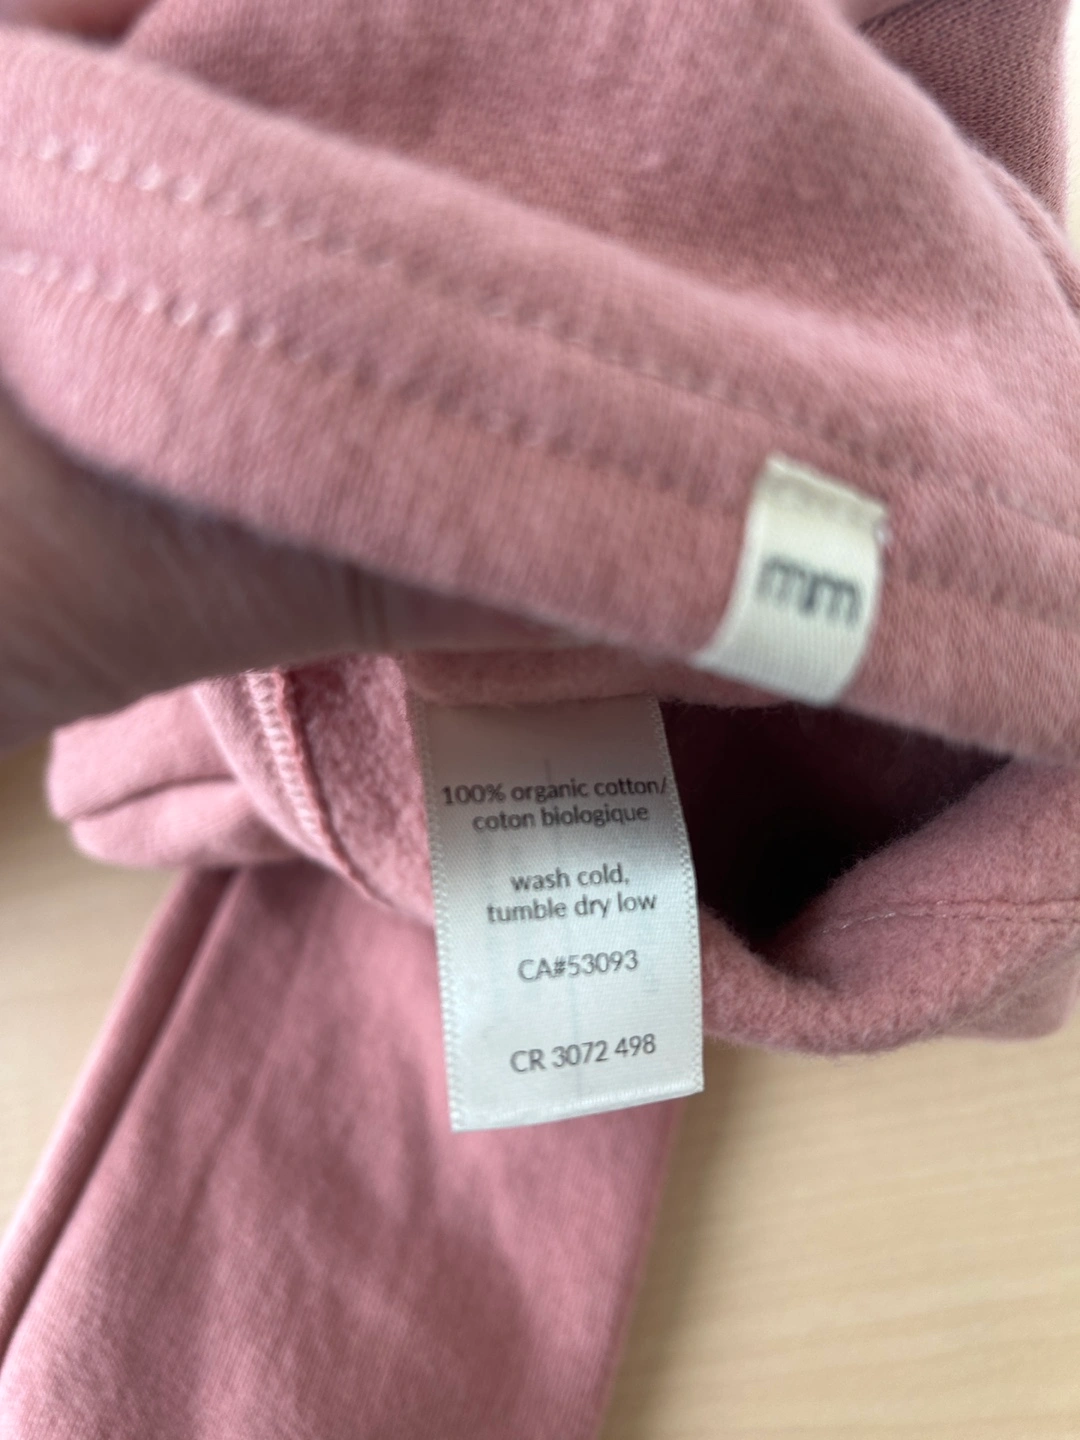 mm
100% organic cotton/
coton biologique
wash cold,
tumble dry low
CA#53093
CR 3072 498